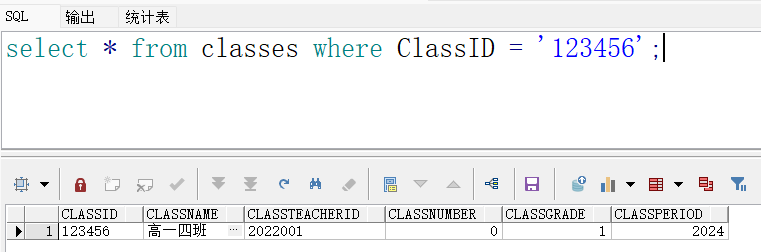 SQL 输出 统计表
select * from classes where ClassID = '123456';
CLASSID CLASSNAME CLASSTEACHERID CLASSNUMBER CLASSGRADE CLASSPERIOD
1 123456 高一四班 ... 2022001 0 1 2024